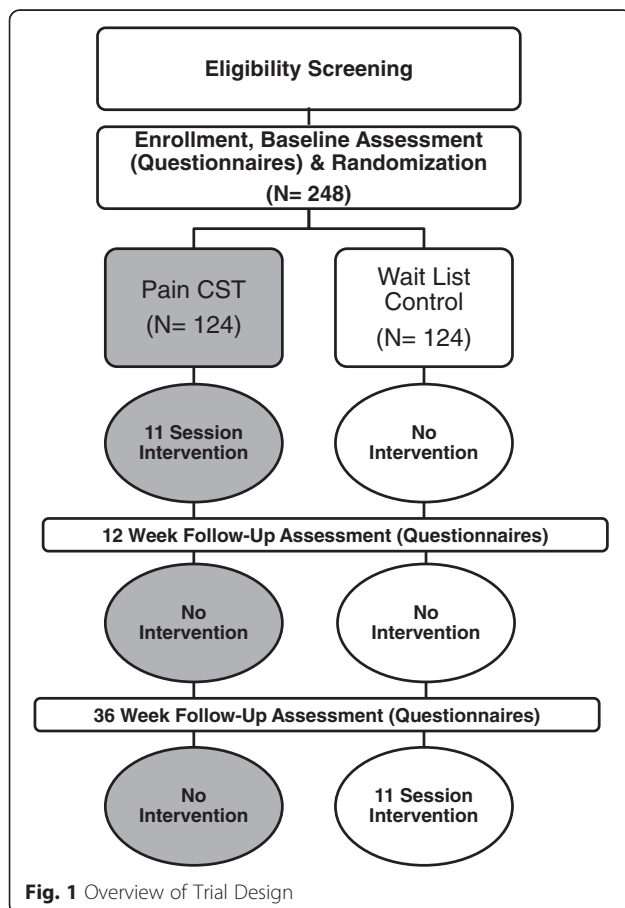 Eligibility Screening
Enrollment, Baseline Assessment
(Questionnaires) & Randomization
(N= 248)
Pain CST
(N= 124)
Wait List
Control
(N= 124)
11 Session
Intervention
No
Intervention
12 Week Follow-Up Assessment (Questionnaires)
No
Intervention
No
Intervention
36 Week Follow-Up Assessment (Questionnaires)
No
Intervention
11 Session
Intervention
Fig. 1 Overview of Trial Design